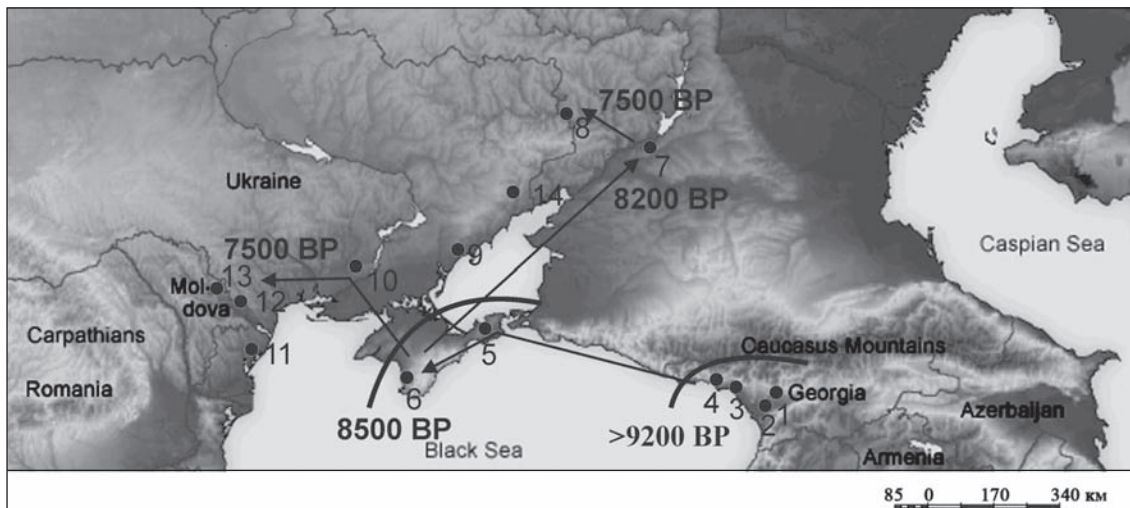 7500 BP
8
7
Ukraine
14
8200 BP
Caspian Sea
9
7500 BP
13
10
Mol-
dova
12
Carpathians
11
5
Caucasus Mountains
Romania
6
4
3
1
Georgia
2
8500 BP
>9200 BP
Azerbaijan
Black Sea
Armenia
85 0 170 340 км